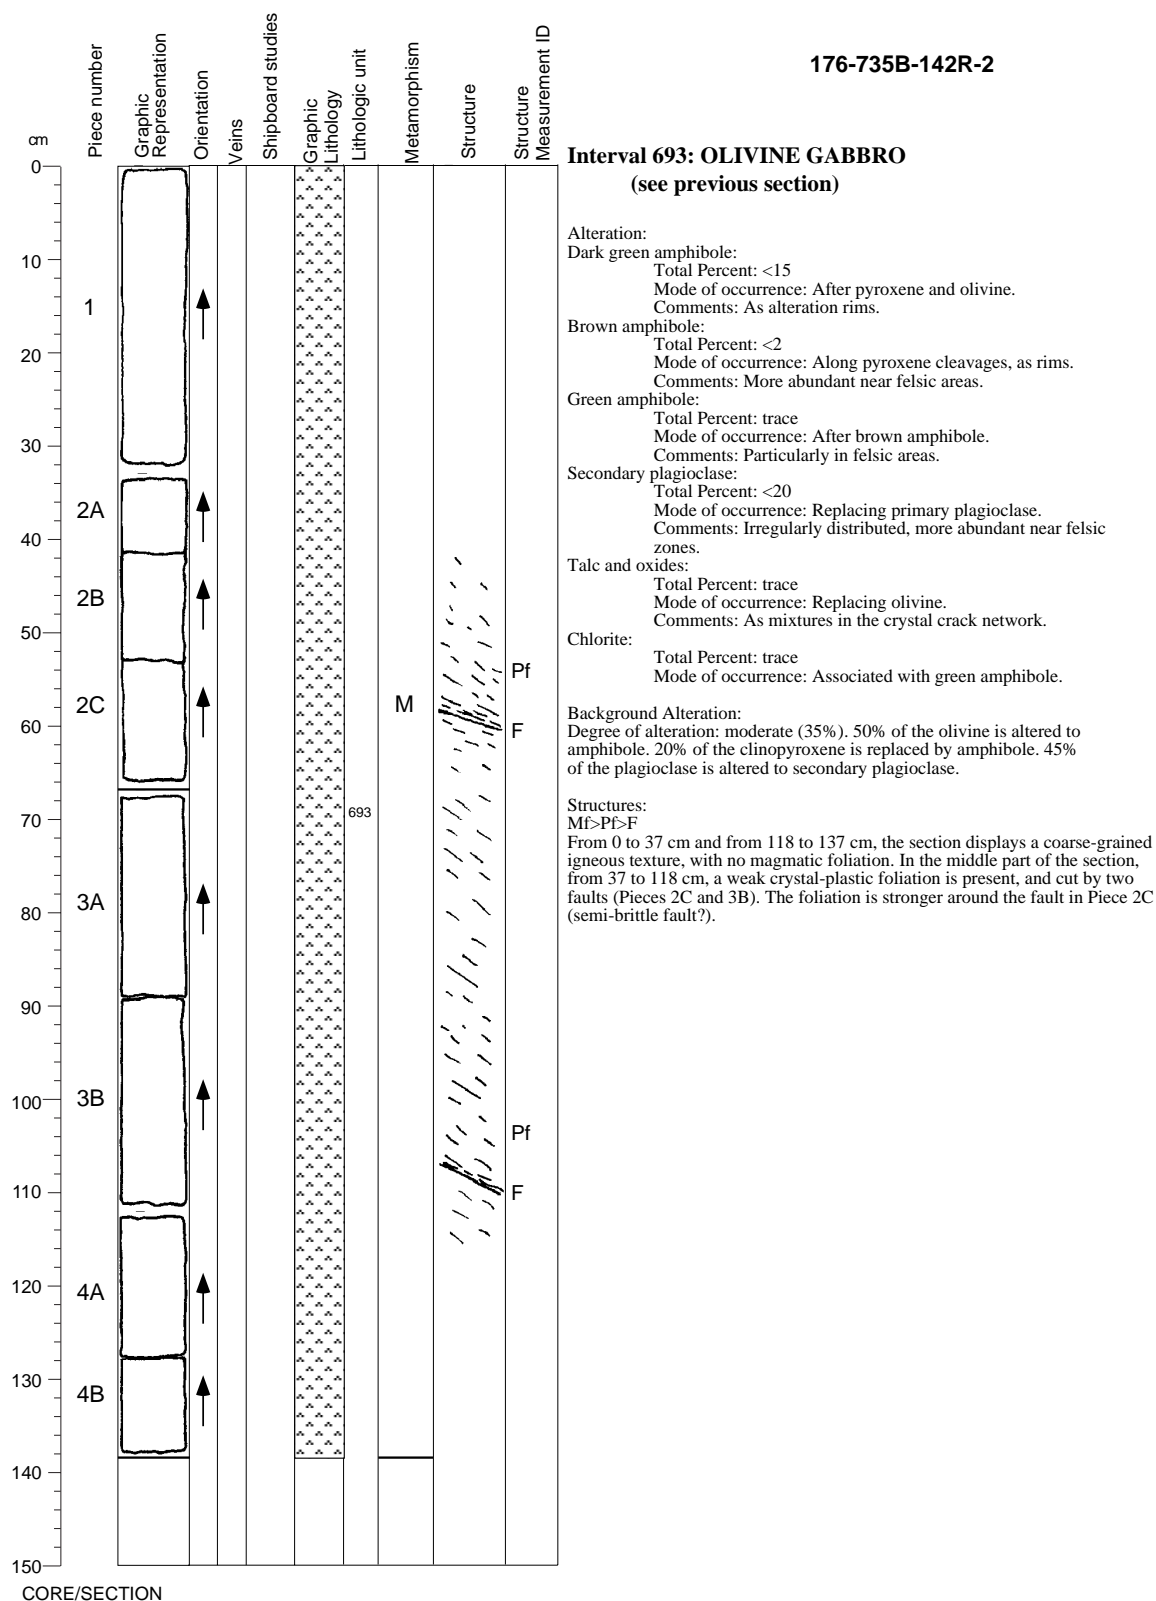 176-735B-142R-2
cm
Piece number
Graphic
Representation
Orientation
Veins
Shipboard studies
Graphic
Lithology
Lithologic unit
Metamorphism
Structure
Structure
Measurement ID
0
10
20
30
40
50
60
70
80
90
100
110
120
130
140
150
1
2A
2B
2C
3A
3B
4A
4B
693
M
Pf
F
Pf
F
CORE/SECTION
Interval 693: OLIVINE GABBRO
(see previous section)
Alteration:
Dark green amphibole:
Total Percent: <15
Mode of occurrence: After pyroxene and olivine.
Comments: As alteration rims.
Brown amphibole:
Total Percent: <2
Mode of occurrence: Along pyroxene cleavages, as rims.
Comments: More abundant near felsic areas.
Green amphibole:
Total Percent: trace
Mode of occurrence: After brown amphibole.
Comments: Particularly in felsic areas.
Secondary plagioclase:
Total Percent: <20
Mode of occurrence: Replacing primary plagioclase.
Comments: Irregularly distributed, more abundant near felsic
zones.
Talc and oxides:
Total Percent: trace
Mode of occurrence: Replacing olivine.
Comments: As mixtures in the crystal crack network.
Chlorite:
Total Percent: trace
Mode of occurrence: Associated with green amphibole.
Background Alteration:
Degree of alteration: moderate (35%). 50% of the olivine is altered to
amphibole. 20% of the clinopyroxene is replaced by amphibole. 45%
of the plagioclase is altered to secondary plagioclase.
Structures:
Mf>Pf>F
From 0 to 37 cm and from 118 to 137 cm, the section displays a coarse-grained
igneous texture, with no magmatic foliation. In the middle part of the section,
from 37 to 118 cm, a weak crystal-plastic foliation is present, and cut by two
faults (Pieces 2C and 3B). The foliation is stronger around the fault in Piece 2C
(semi-brittle fault?).